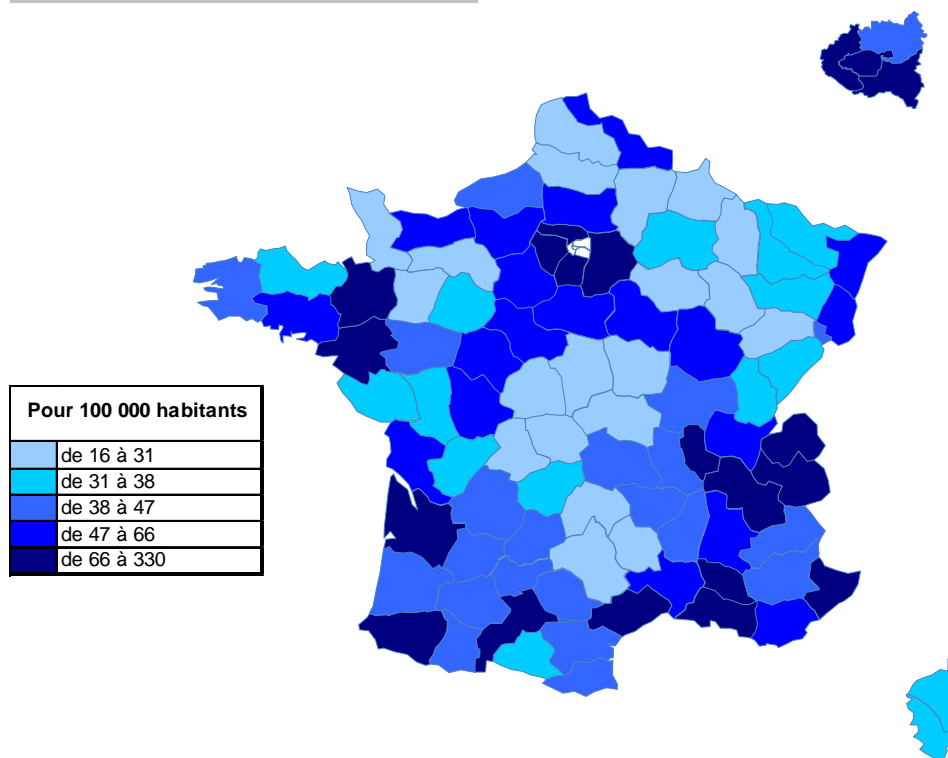 Pour 100 000 habitants
de 16 à 31
de 31 à 38
de 38 à 47
de 47 à 66
de 66 à 330